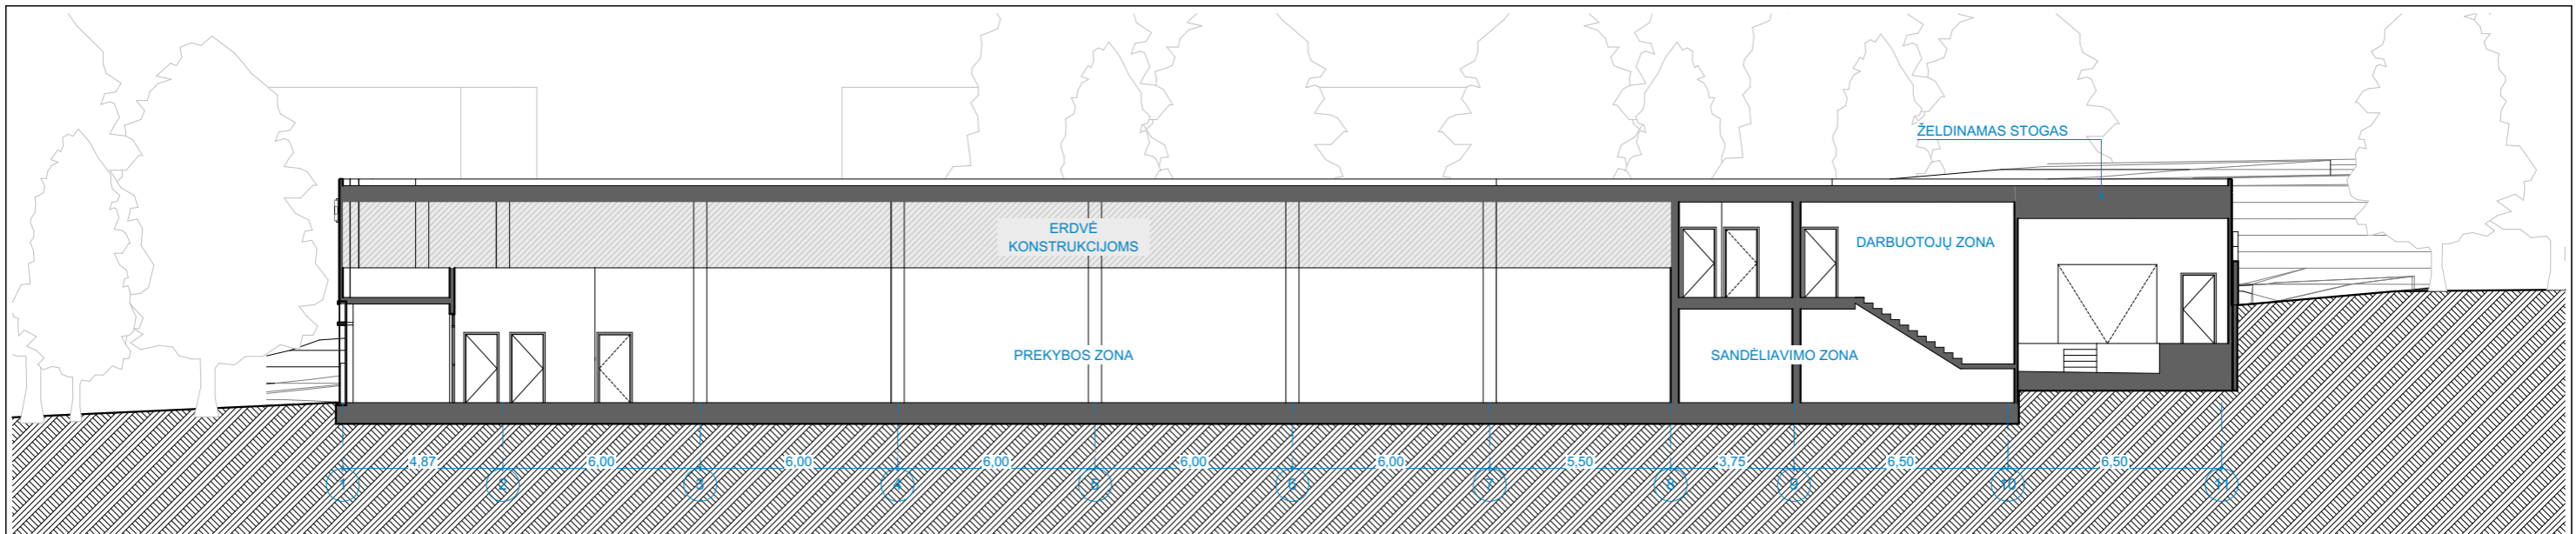 ŽELDINAMAS STOGAS
ERDVĖ
KONSTRUKCIJOMS
DARBUOTOJŲ ZONA
PREKYBOS ZONA
SANDĖLIAVIMO ZONA
4,87 6,00 6,00 6,00 6,00 6,00 5,50 3,75 6,50 6,50
1 2 3 4 5 6 7 8 9 10 11